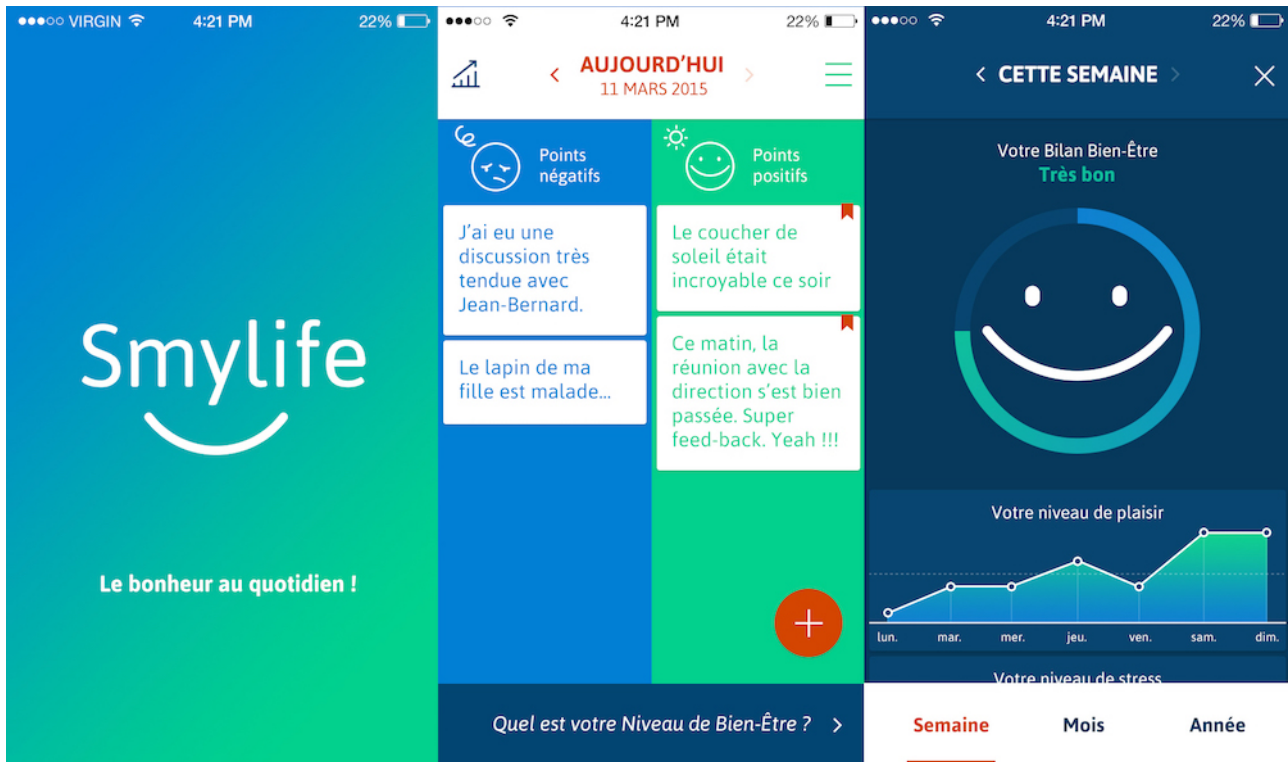 VIRGIN 4:21 PM 22%
Smylife
Le bonheur au quotidien !
4:21 PM 22%
AUJOURD'HUI
11 MARS 2015
Points
négatifs
J'ai eu une
discussion très
tendue avec
Jean-Bernard.
Le lapin de ma
fille est malade...
Points
positifs
Le coucher de
soleil était
incroyable ce soir
Ce matin, la
réunion avec la
direction s'est bien
passée. Super
feed-back. Yeah !!!
Quel est votre Niveau de Bien-Être ?
4:21 PM 22%
CETTE SEMAINE
Votre Bilan Bien-Être
Très bon
Votre niveau de plaisir
lun. mar. mer. jeu. ven. sam. dim.
Votre niveau de stress
Semaine Mois Année